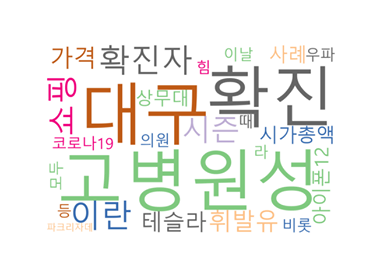 가격 확진자 힘 이날 사례 우파
쇼핑 대구 상무대 확진
코로나19 의원 시즌 때 시가총액
모두 고병원성 라 아이폰12
등 이란 테슬라 휘발유 비롯
파크리자데